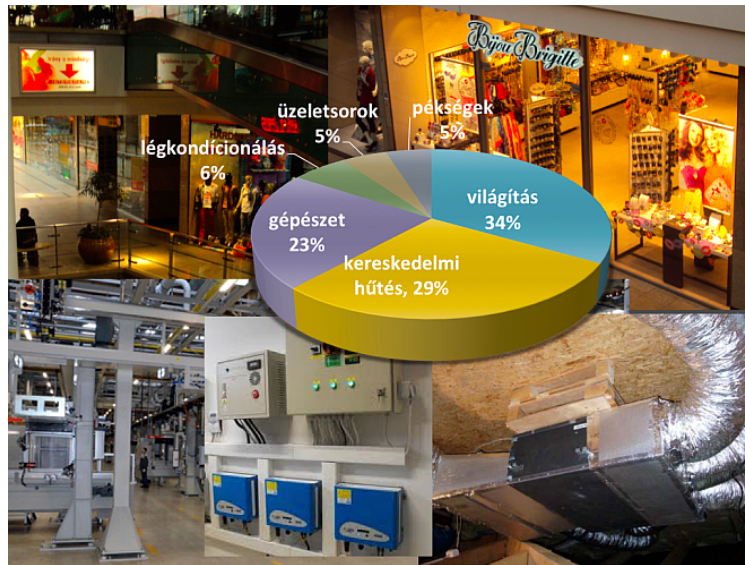 Bijou Brigitte
üzeletsorok
5%
pékségek
5%
légkondícionálás
6%
világítás
34%
gépészet
23%
kereskedelmi
hűtés, 29%